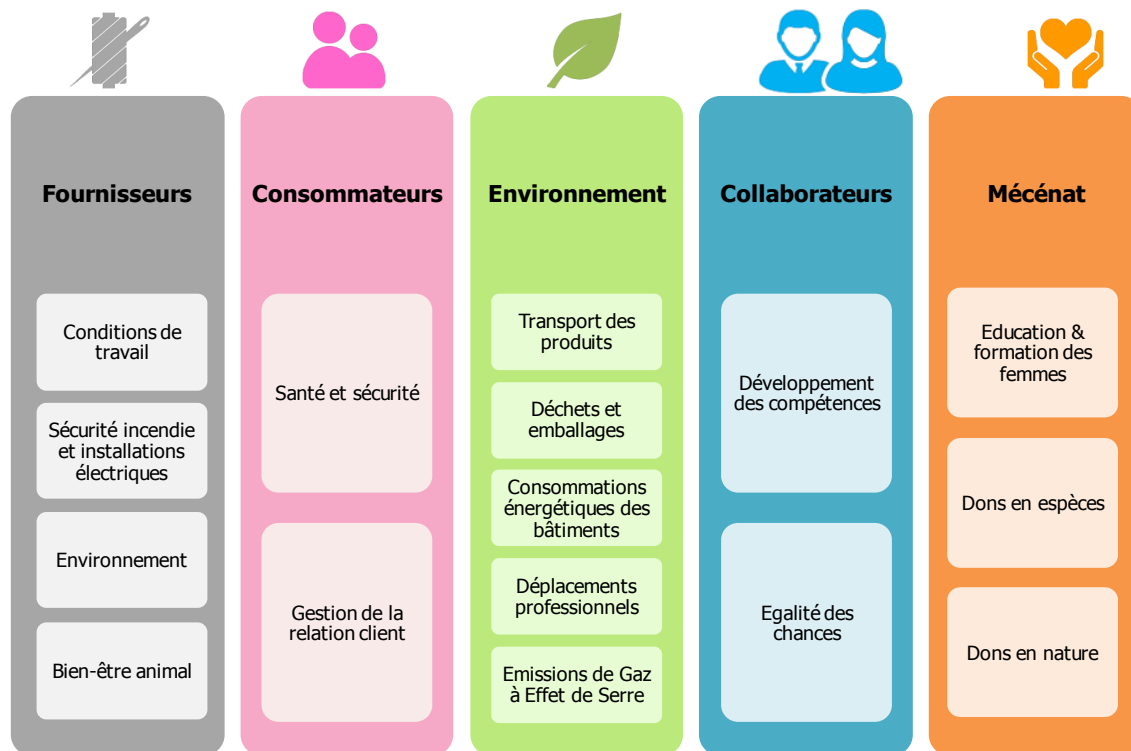 Fournisseurs
Conditions de
travail
Sécurité incendie
et installations
électriques
Environnement
Bien-être animal
Consommateurs
Santé et sécurité
Gestion de la
relation client
Environnement
Transport des
produits
Déchets et
emballages
Consommations
énergétiques des
bâtiments
Déplacements
professionnels
Emissions de Gaz
à Effet de Serre
Collaborateurs
Développement
des compétences
Egalité des
chances
Mécénat
Education &
formation des
femmes
Dons en espèces
Dons en nature